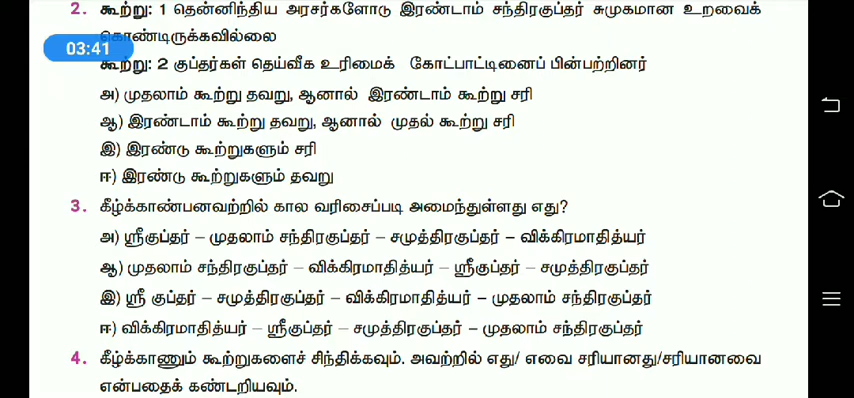 2. கூற்று: 1 தென்னிந்திய அரசர்களோடு இரண்டாம் சந்திரகுப்தர் சுமுகமான உறவைக்
கொண்டிருக்கவில்லை
03:41
கூற்று: 2 குப்தர்கள் தெய்வீக உரிமைக் கோட்பாட்டினைப் பின்பற்றினர்
அ) முதலாம் கூற்று தவறு, ஆனால் இரண்டாம் கூற்று சரி
ஆ) இரண்டாம் கூற்று தவறு, ஆனால் முதல் கூற்று சரி
இ) இரண்டு கூற்றுகளும் சரி
ஈ) இரண்டு கூற்றுகளும் தவறு
3. கீழ்க்காண்பனவற்றில் கால வரிசைப்படி அமைந்துள்ளது எது?
அ) ஸ்ரீகுப்தர் – முதலாம் சந்திரகுப்தர் – சமுத்திரகுப்தர் – விக்கிரமாதித்யர்
ஆ) முதலாம் சந்திரகுப்தர் – விக்கிரமாதித்யர் – ஸ்ரீகுப்தர் – சமுத்திரகுப்தர்
இ) ஸ்ரீ குப்தர் – சமுத்திரகுப்தர் – விக்கிரமாதித்யர் – முதலாம் சந்திரகுப்தர்
ஈ) விக்கிரமாதித்யர் – ஸ்ரீகுப்தர் – சமுத்திரகுப்தர் – முதலாம் சந்திரகுப்தர்
4. கீழ்க்காணும் கூற்றுகளைச் சிந்திக்கவும். அவற்றில் எது/ எவை சரியானது/சரியானவை
என்பதைக் கண்டறியவும்.